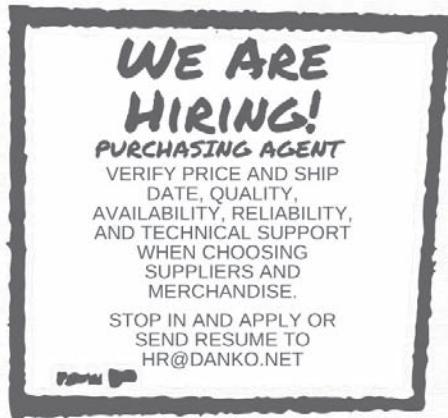 WE ARE
HIRING!
PURCHASING AGENT
VERIFY PRICE AND SHIP
DATE, QUALITY,
AVAILABILITY, RELIABILITY,
AND TECHNICAL SUPPORT
WHEN CHOOSING
SUPPLIERS AND
MERCHANDISE.
STOP IN AND APPLY OR
SEND RESUME TO
HR@DANKO.NET